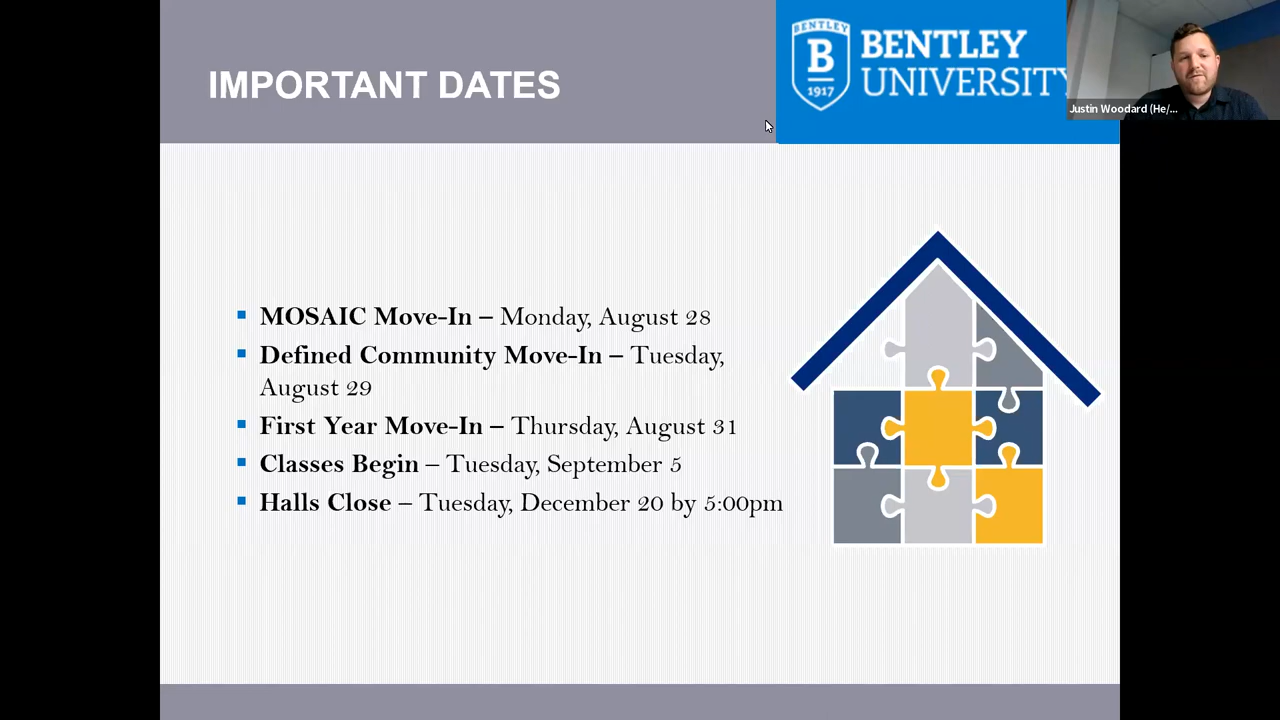 IMPORTANT DATES
BENTLEY
B
1917
BENTLEY
UNIVERSITY
Justin Woodard (He/...
MOSAIC Move-In – Monday, August 28
Defined Community Move-In – Tuesday,
August 29
First Year Move-In – Thursday, August 31
Classes Begin – Tuesday, September 5
Halls Close – Tuesday, December 20 by 5:00pm